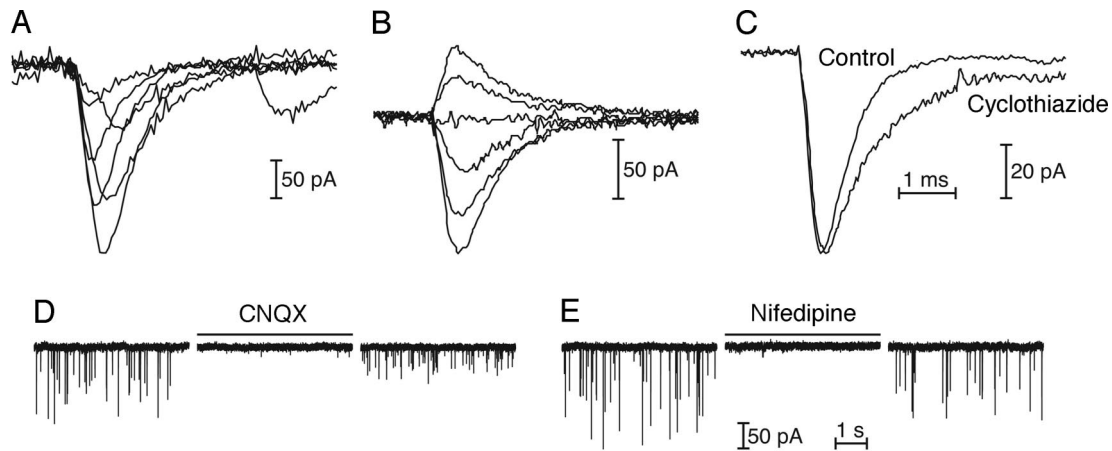 A
B
C
Control
Cyclothiazide
50 pA
50 pA
1 ms
20 pA
D
CNQX
E
Nifedipine
50 pA
1 s